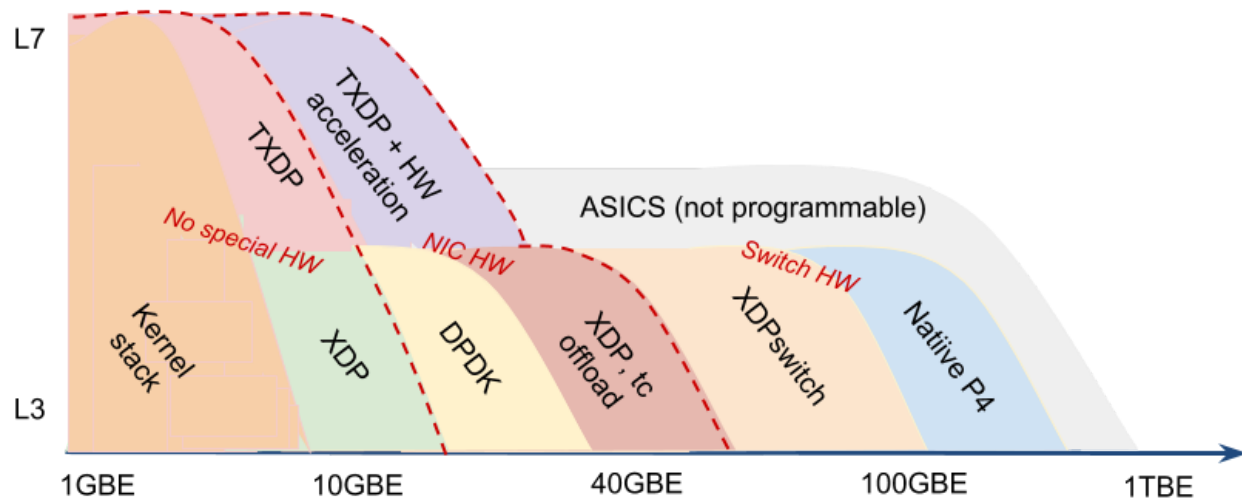 L7
TXDP
TXDP + HW
acceleration
ASICS (not programmable)
No special HW
NIC HW
Switch HW
Kernel
stack
XDP
DPDK
XDP, tc
offload
XDPswitch
Natiive P4
L3
1GBE
10GBE
40GBE
100GBE
1TBE